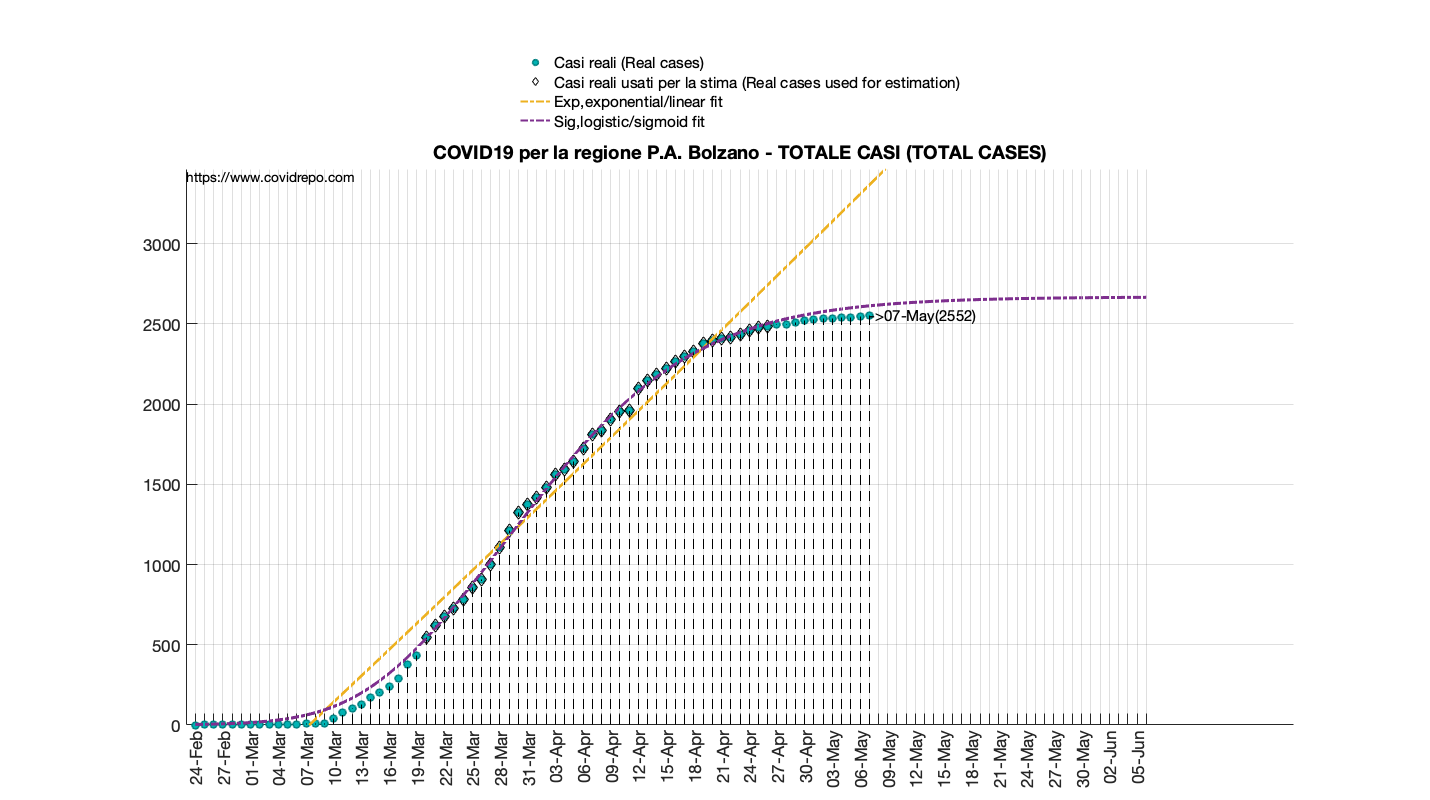 Casi reali (Real cases)
Casi reali usati per la stima (Real cases used for estimation)
Exp,exponential/linear fit
Sig,logistic/sigmoid fit
COVID19 per la regione P.A. Bolzano - TOTALE CASI (TOTAL CASES)
https://www.covidrepo.com
3000
2500
>07-May(2552)
2000
1500
1000
500
0
24-Feb
27-Feb
01-Mar
04-Mar
07-Mar
10-Mar
13-Mar
16-Mar
19-Mar
22-Mar
25-Mar
28-Mar
31-Mar
03-Apr
06-Apr
09-Apr
12-Apr
15-Apr
18-Apr
21-Apr
24-Apr
27-Apr
30-Apr
03-May
06-May
09-May
12-May
15-May
18-May
21-May
24-May
27-May
30-May
02-Jun
05-Jun